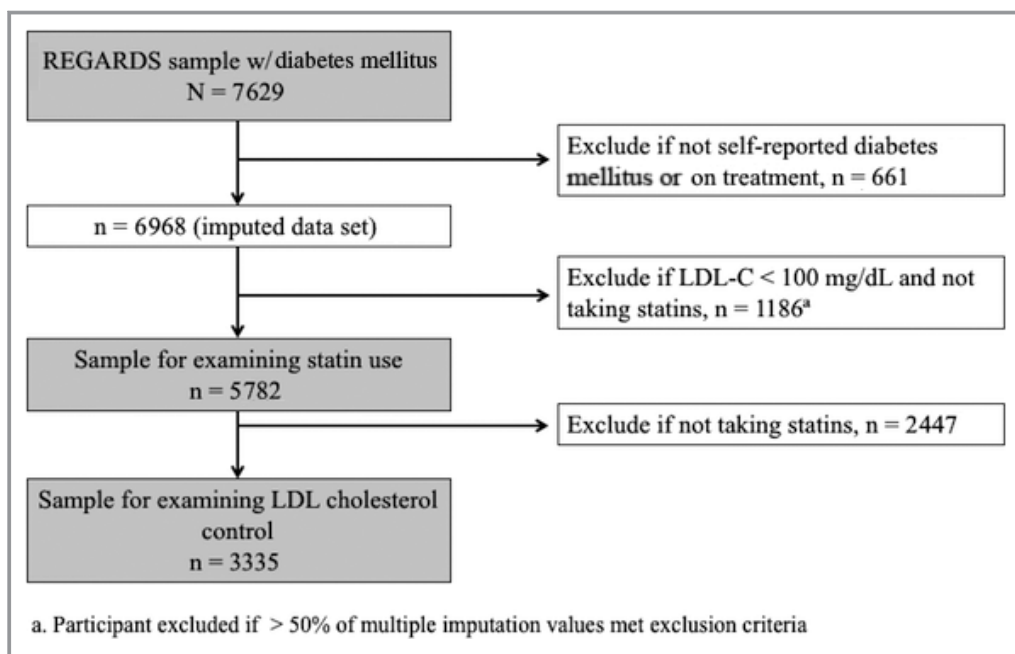 REGARDS sample w/diabetes mellitus
N = 7629
Exclude if not self-reported diabetes
mellitus or on treatment, n = 661
n = 6968 (imputed data set)
Exclude if LDL-C < 100 mg/dL and not
taking statins, n = 1186ᵃ
Sample for examining statin use
n = 5782
Exclude if not taking statins, n = 2447
Sample for examining LDL cholesterol
control
n = 3335
a. Participant excluded if > 50% of multiple imputation values met exclusion criteria